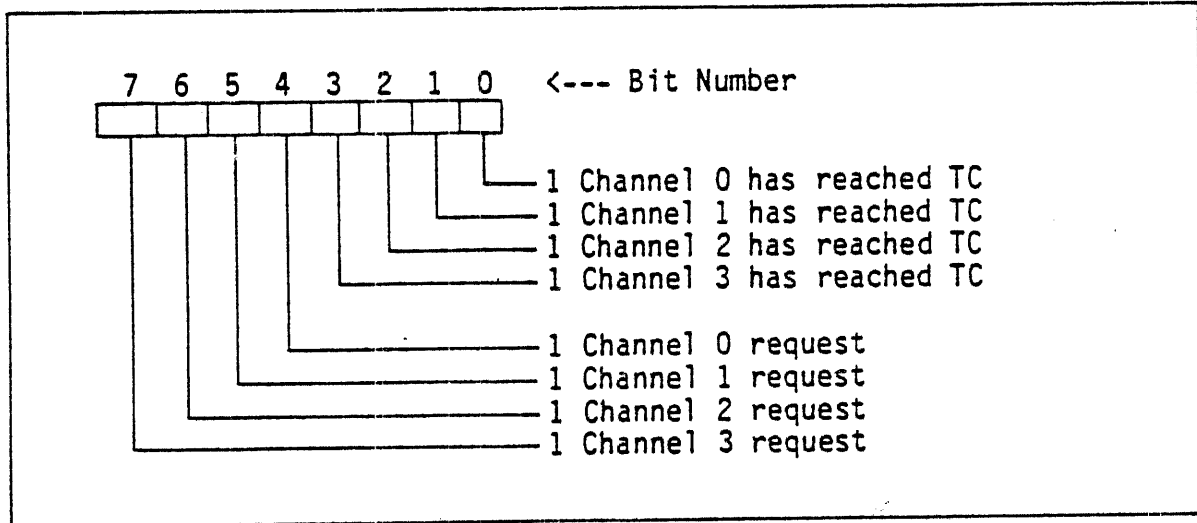 7 6 5 4 3 2 1 0 <--- Bit Number
1 Channel 0 has reached TC
1 Channel 1 has reached TC
1 Channel 2 has reached TC
1 Channel 3 has reached TC
1 Channel 0 request
1 Channel 1 request
1 Channel 2 request
1 Channel 3 request